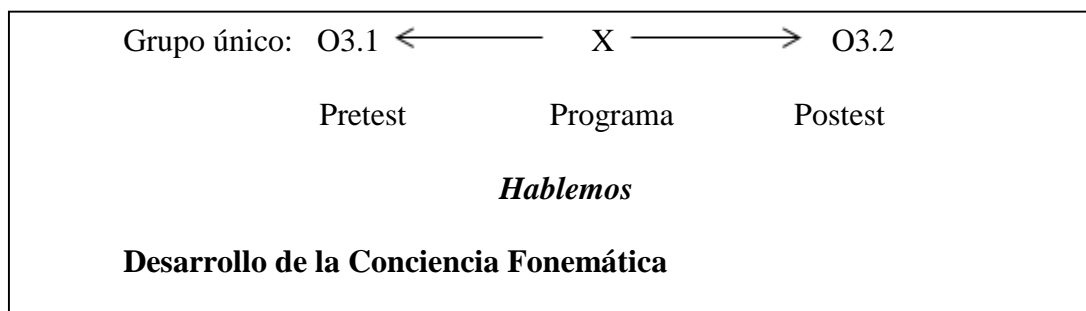 Grupo único: O3.1 X O3.2
Pretest Programa Postest
Hablemos
Desarrollo de la Conciencia Fonemática